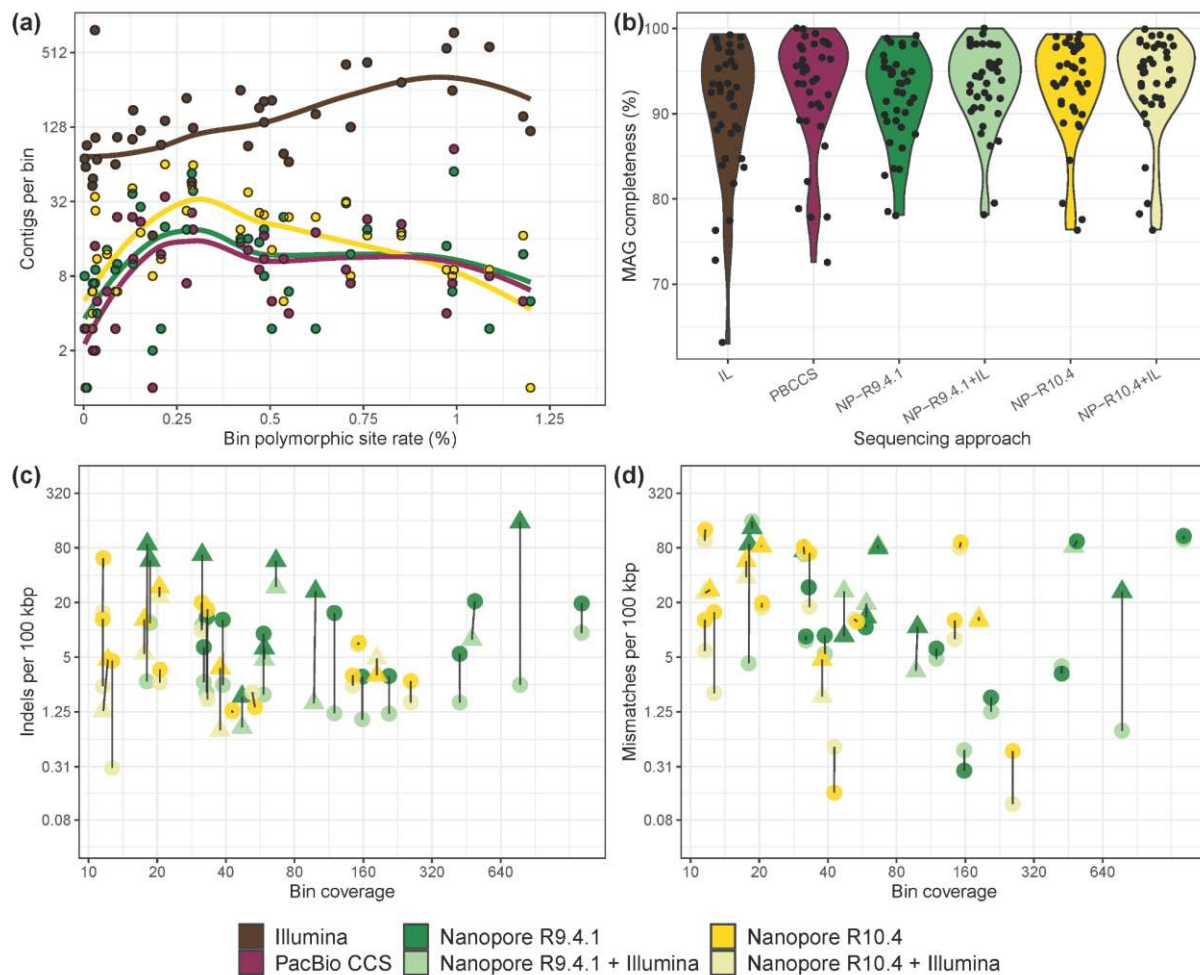 (a)
Contigs per bin
512
128
32
8
2
0
0.25
0.5
0.75
1
1.25
Bin polymorphic site rate (%)
(b)
MAG completeness (%)
100
90
80
70
IL
PBCCS
NP−R9.4.1
NP−R9.4.1+IL
NP−R10.4
NP−R10.4+IL
Sequencing approach
(c)
Indels per 100 kbp
320
80
20
5
1.25
0.31
0.08
10
20
40
80
160
320
640
Bin coverage
(d)
Mismatches per 100 kbp
320
80
20
5
1.25
0.31
0.08
10
20
40
80
160
320
640
Bin coverage
Illumina
PacBio CCS
Nanopore R9.4.1
Nanopore R9.4.1 + Illumina
Nanopore R10.4
Nanopore R10.4 + Illumina